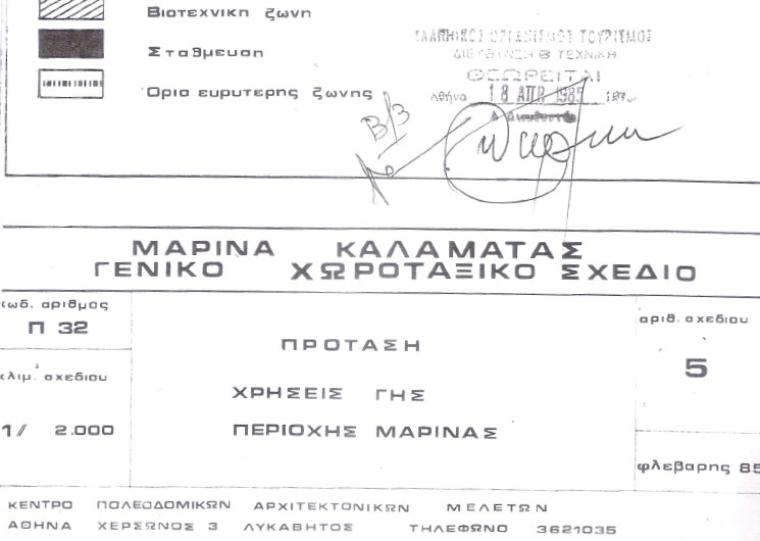 Βιοτεχνικη ζωνη
Σταθμευση
Οριο ευρυτερης ζωνης
ΕΛΛΗΝΙΚΟΣ ΟΡΓΑΝΙΣΜΟΣ ΤΟΥΡΙΣΜΟΥ
ΔΙΕΥΘΥΝΣΗ Β ΤΕΧΝΙΚΗ
ΘΕΩΡΕΙΤΑΙ
Αθήνα 18 ΑΠΡ 1985
Ο Διευθυντής
Β/3
ΜΑΡΙΝΑ ΚΑΛΑΜΑΤΑΣ
ΓΕΝΙΚΟ ΧΩΡΟΤΑΞΙΚΟ ΣΧΕΔΙΟ
κωδ. αριθμος
Π 32
κλιμ. σχεδιου
1/ 2.000
ΠΡΟΤΑΣΗ
ΧΡΗΣΕΙΣ ΓΗΣ
ΠΕΡΙΟΧΗΣ ΜΑΡΙΝΑΣ
αριθ. σχεδιου
5
φλεβαρης 85
ΚΕΝΤΡΟ ΠΟΛΕΟΔΟΜΙΚΩΝ ΑΡΧΙΤΕΚΤΟΝΙΚΩΝ ΜΕΛΕΤΩΝ
ΑΘΗΝΑ ΧΕΡΣΩΝΟΣ 3 ΛΥΚΑΒΗΤΟΣ ΤΗΛΕΦΩΝΟ 3621035